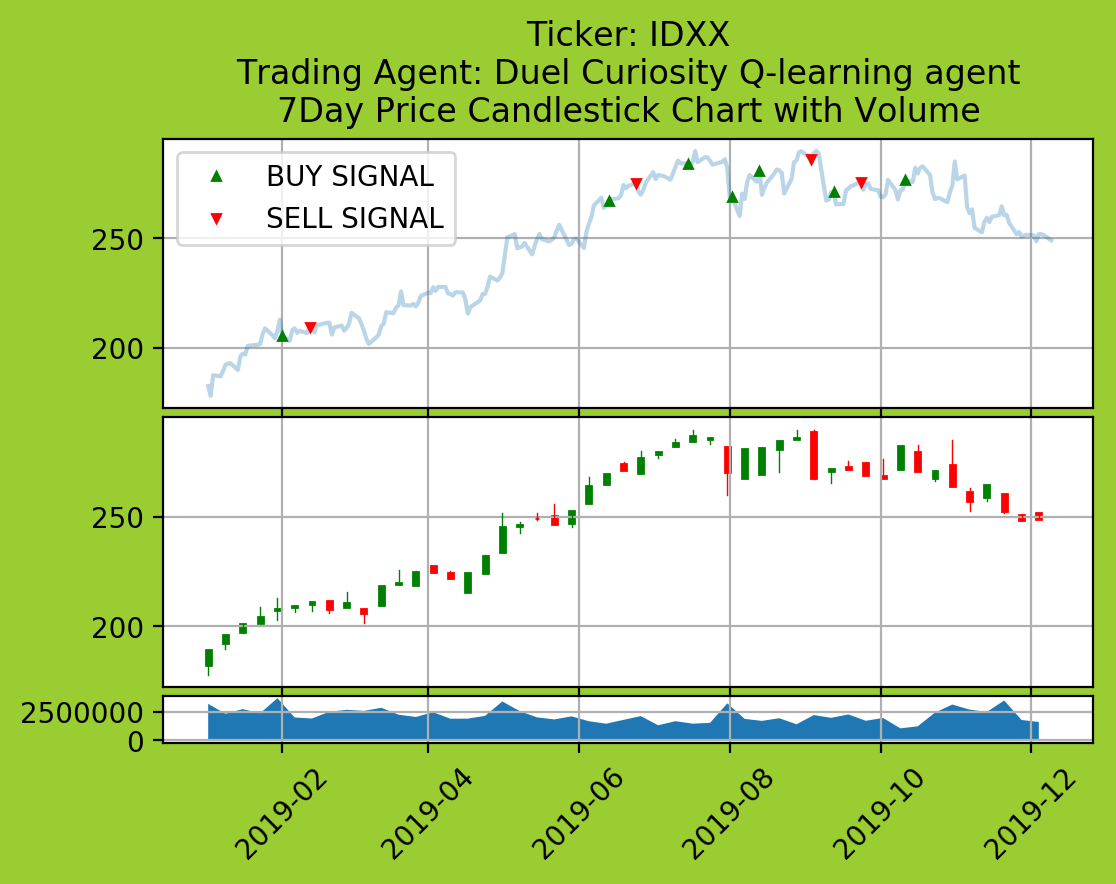 Ticker: IDXX
Trading Agent: Duel Curiosity Q-learning agent
7Day Price Candlestick Chart with Volume
BUY SIGNAL
SELL SIGNAL
250
200
250
200
2500000
0
2019-02
2019-04
2019-06
2019-08
2019-10
2019-12